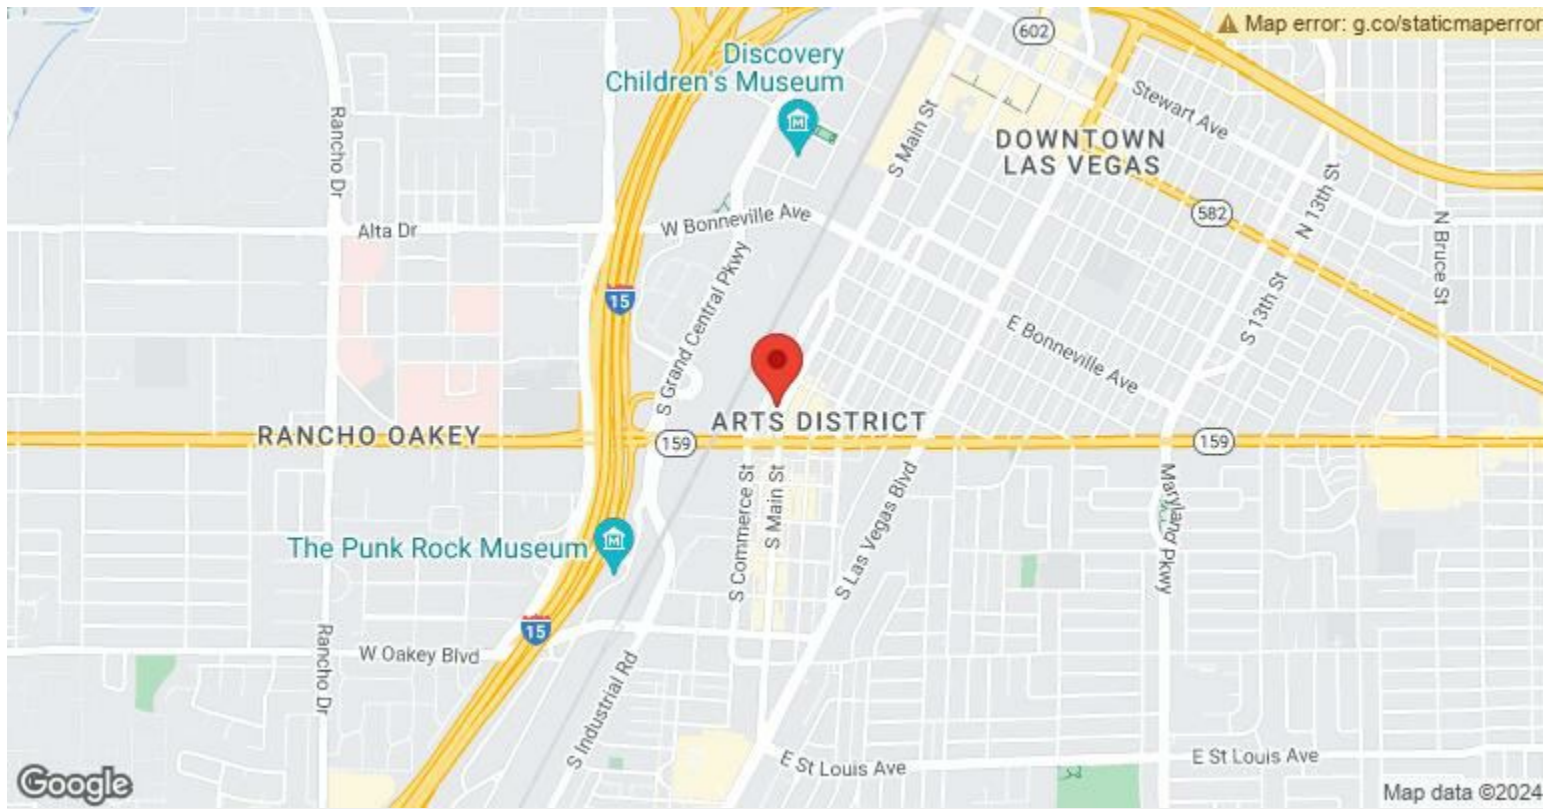 Map error: g.co/staticmaperror
602
Discovery
Children's Museum
Stewart Ave
S Main St
DOWNTOWN
LAS VEGAS
Rancho Dr
N 13th St
582
N Bruce St
Alta Dr
W Bonneville Ave
15
S Grand Central Pkwy
S 13th St
E Bonneville Ave
ARTS DISTRICT
RANCHO OAKEY
159
159
S Commerce St
S Main St
S Las Vegas Blvd
Maryland Pkwy
The Punk Rock Museum
15
W Oakey Blvd
Rancho Dr
S Industrial Rd
E St Louis Ave
E St Louis Ave
Google
Map data ©2024